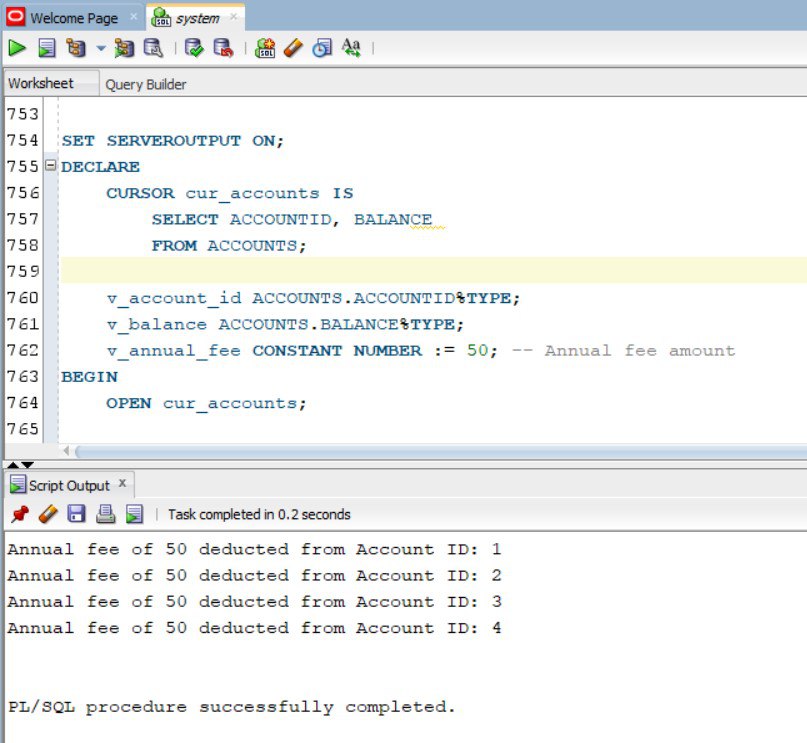 Welcome Page
system
Worksheet
Query Builder
753
754 SET SERVEROUTPUT ON;
755 DECLARE
756     CURSOR cur_accounts IS
757         SELECT ACCOUNTID, BALANCE
758         FROM ACCOUNTS;
759
760     v_account_id ACCOUNTS.ACCOUNTID%TYPE;
761     v_balance ACCOUNTS.BALANCE%TYPE;
762     v_annual_fee CONSTANT NUMBER := 50; -- Annual fee amount
763 BEGIN
764     OPEN cur_accounts;
765
Script Output x
Task completed in 0.2 seconds
Annual fee of 50 deducted from Account ID: 1
Annual fee of 50 deducted from Account ID: 2
Annual fee of 50 deducted from Account ID: 3
Annual fee of 50 deducted from Account ID: 4
PL/SQL procedure successfully completed.